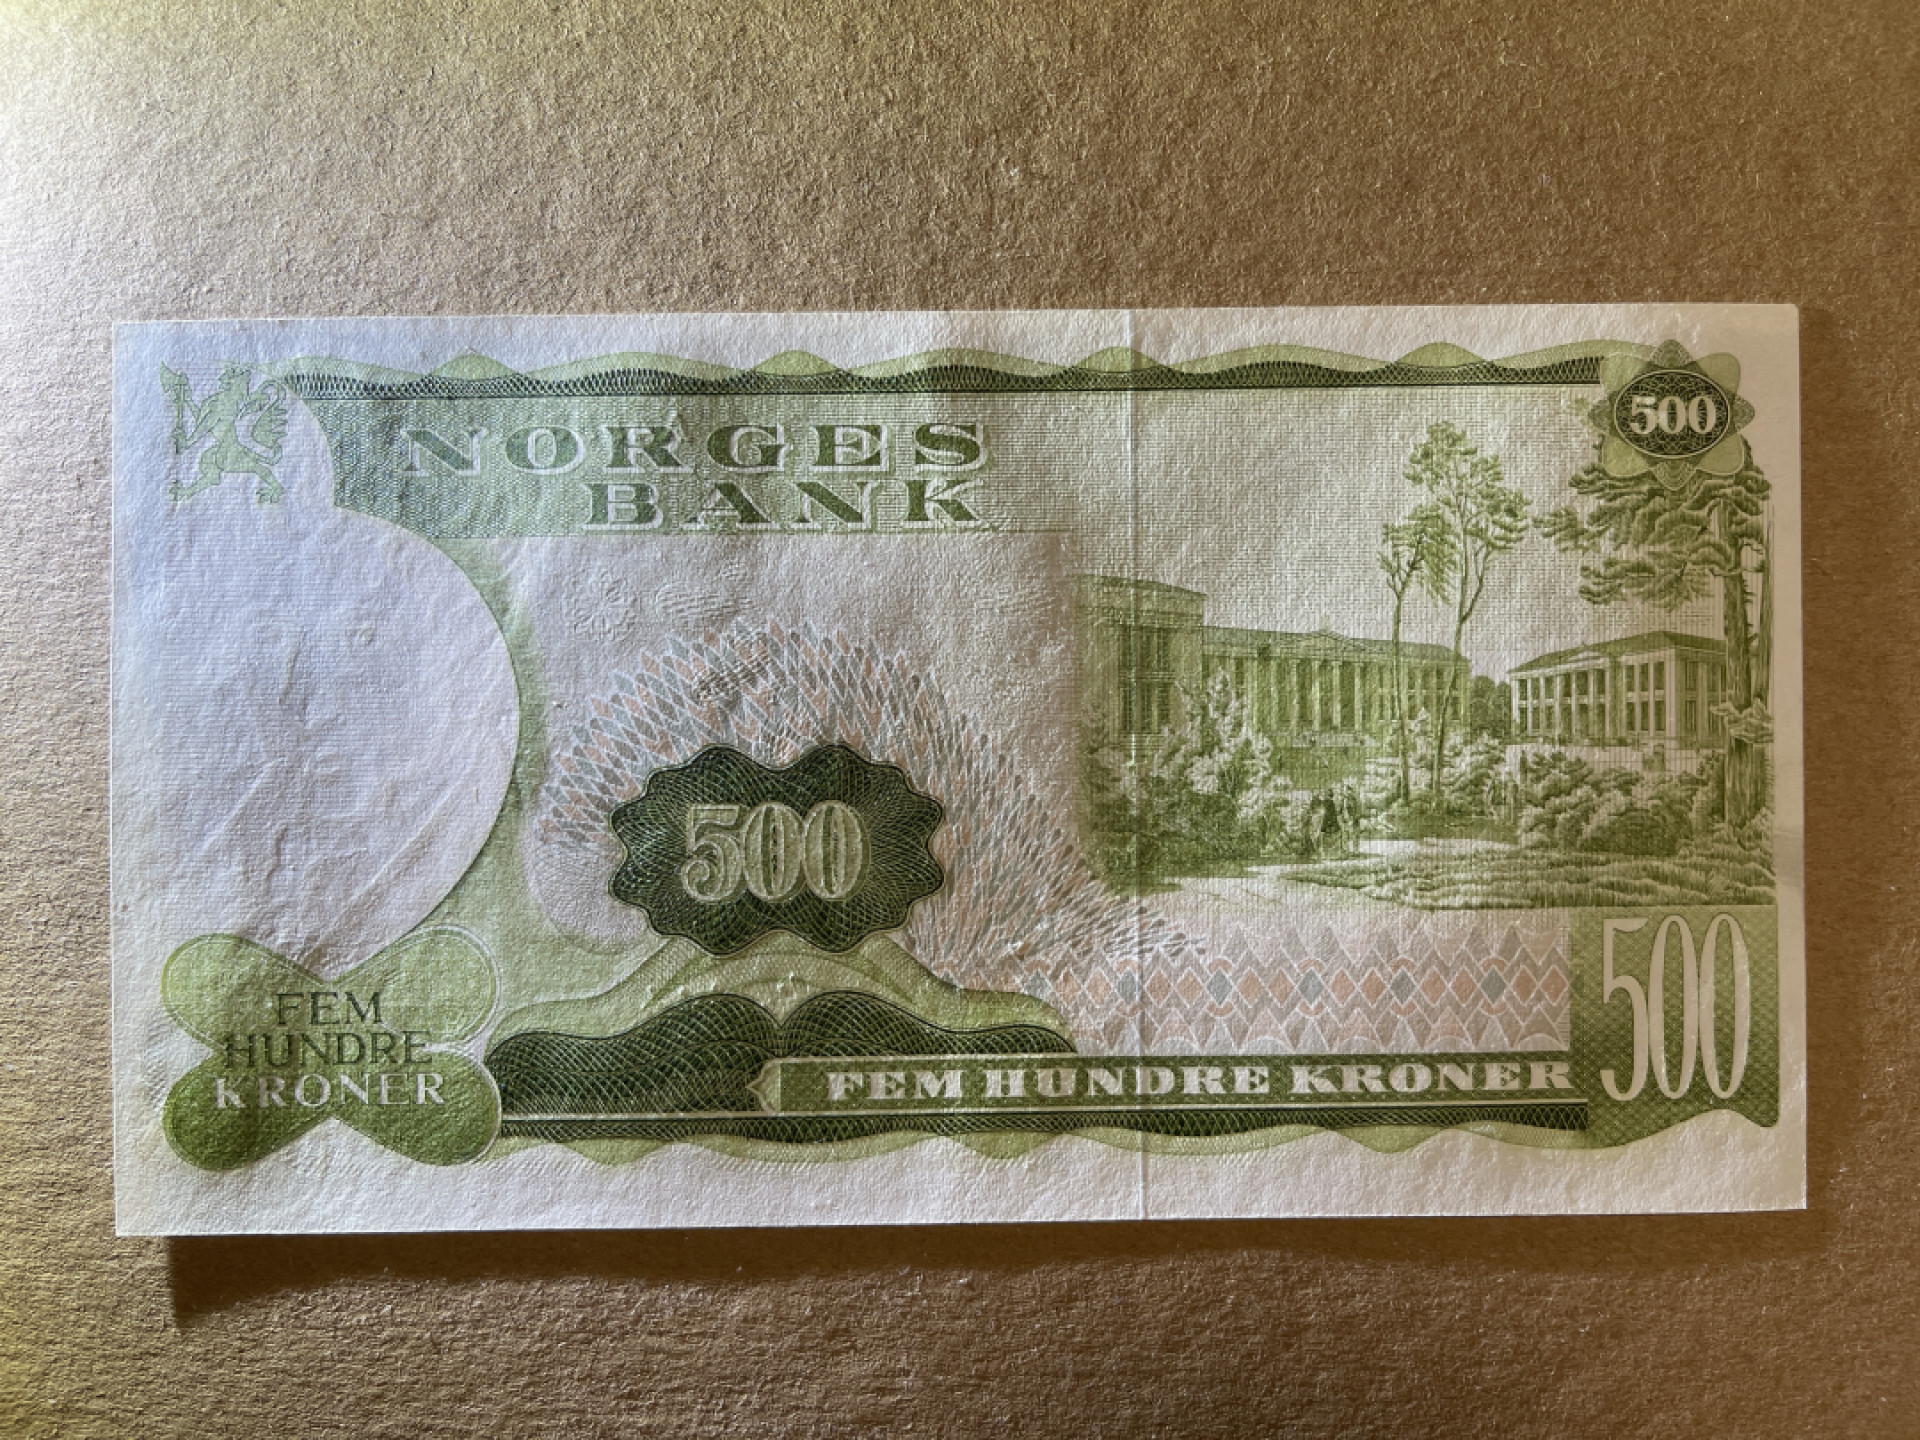 500
NORGES
BANK
500
500
FEM
HUNDRE
KRONER
FEM HUNDRE KRONER